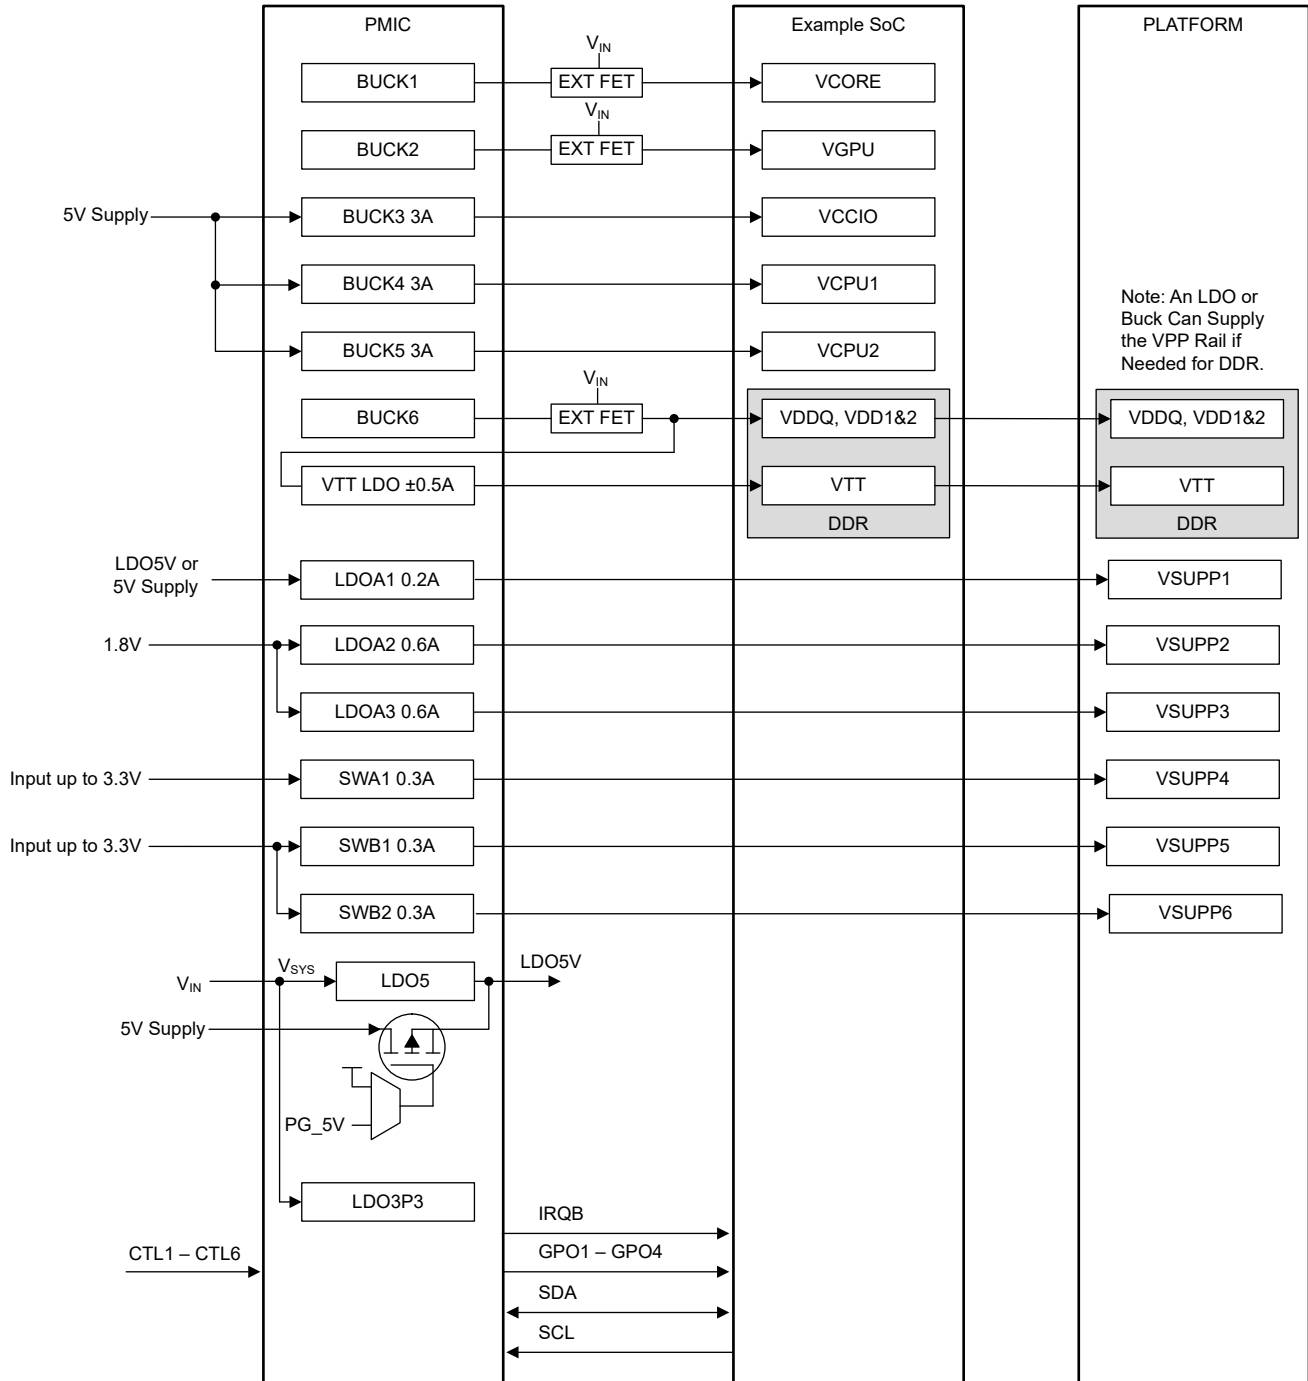 PMIC
Example SoC
PLATFORM
VIN
BUCK1
EXT FET
VCORE
VIN
BUCK2
EXT FET
VGPU
5V Supply
BUCK3 3A
VCCIO
BUCK4 3A
VCPU1
Note: An LDO or
Buck Can Supply
the VPP Rail if
Needed for DDR.
BUCK5 3A
VCPU2
VIN
BUCK6
EXT FET
VDDQ, VDD1&2
VDDQ, VDD1&2
VTT LDO ±0.5A
VTT
VTT
DDR
DDR
LDO5V or
5V Supply
LDOA1 0.2A
VSUPP1
1.8V
LDOA2 0.6A
VSUPP2
LDOA3 0.6A
VSUPP3
Input up to 3.3V
SWA1 0.3A
VSUPP4
Input up to 3.3V
SWB1 0.3A
VSUPP5
SWB2 0.3A
VSUPP6
VIN
VSYS
LDO5
LDO5V
5V Supply
PG_5V
LDO3P3
IRQB
CTL1 – CTL6
GPO1 – GPO4
SDA
SCL